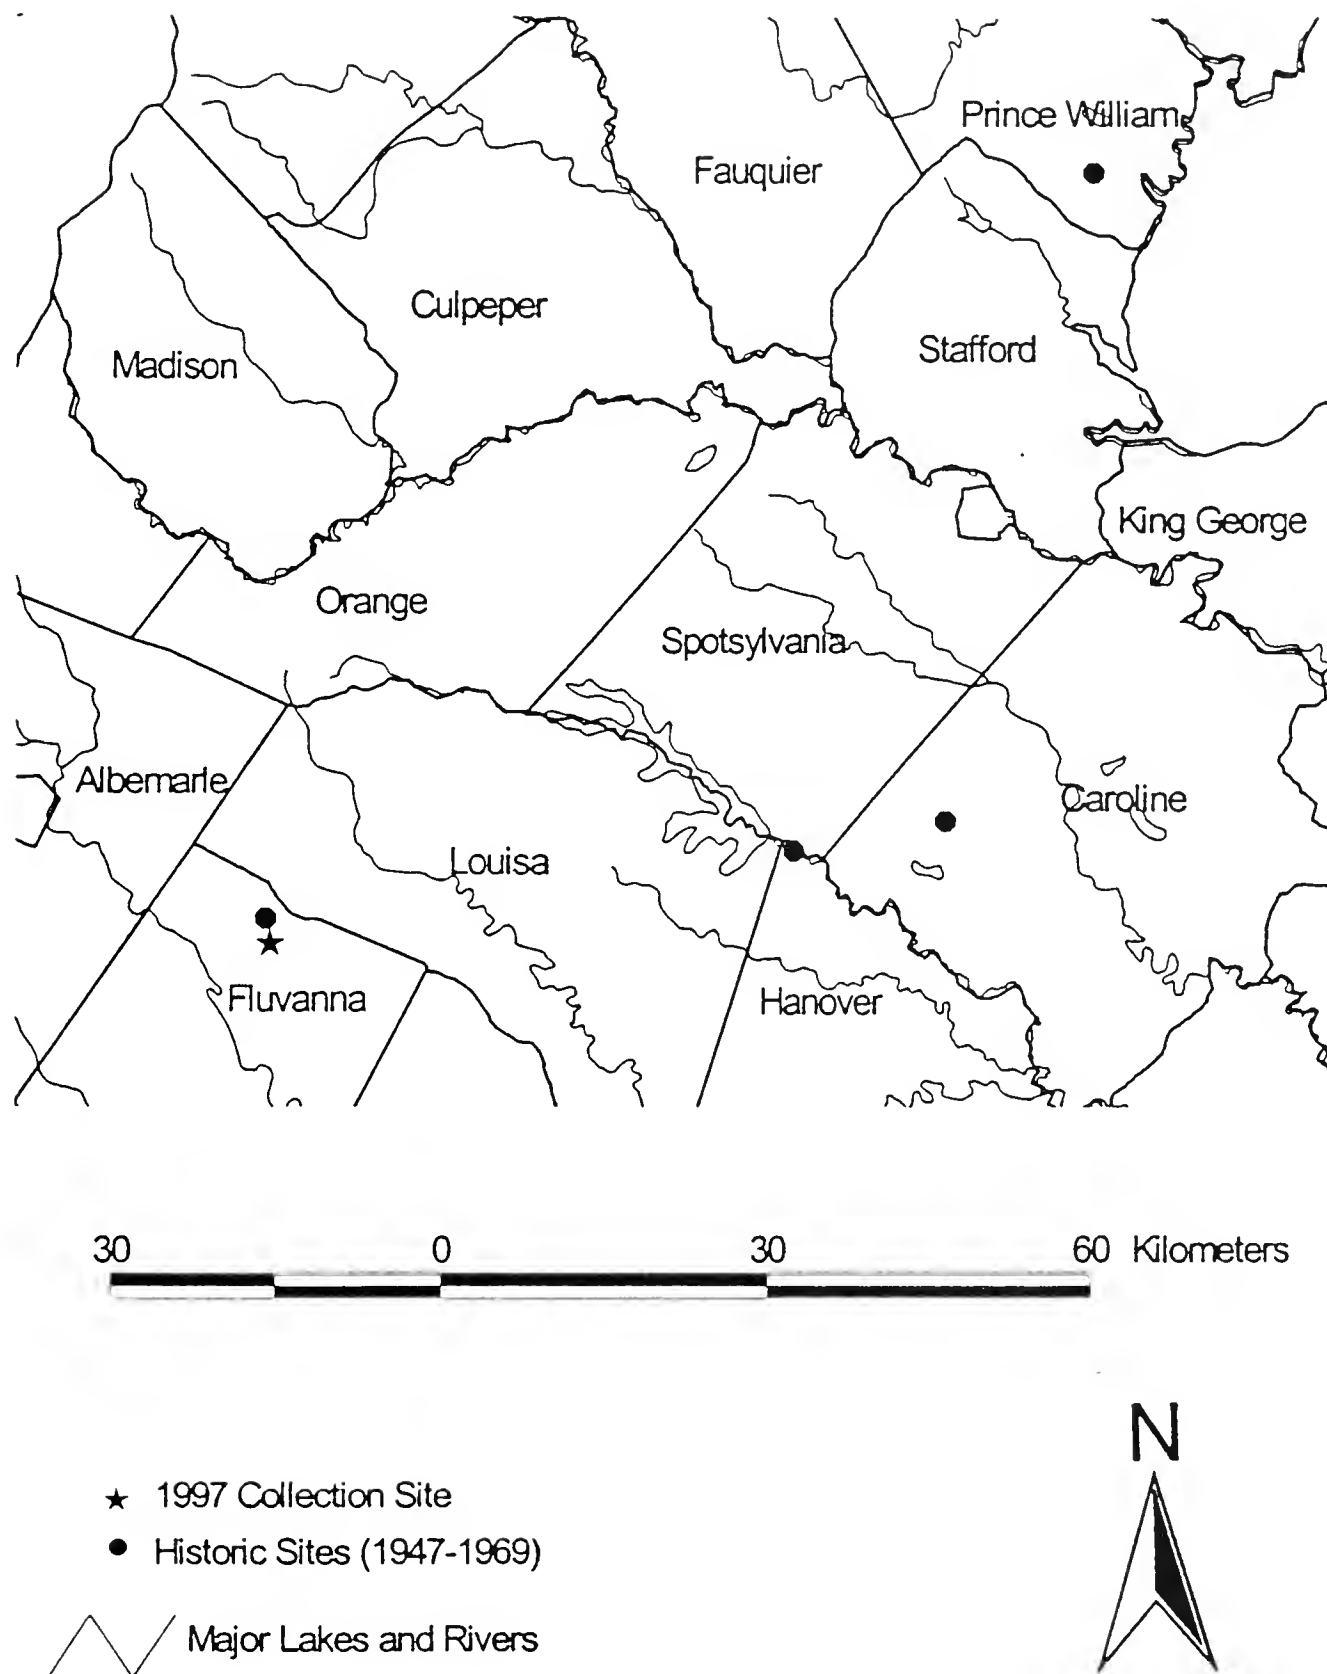 Prince William
Fauquier
Culpeper
Stafford
Madison
King George
Orange
Spotsylvania
Albemarle
Caroline
Louisa
Fluvanna
Hanover
30 0 30 60 Kilometers
N
1997 Collection Site
Historic Sites (1947-1969)
Major Lakes and Rivers